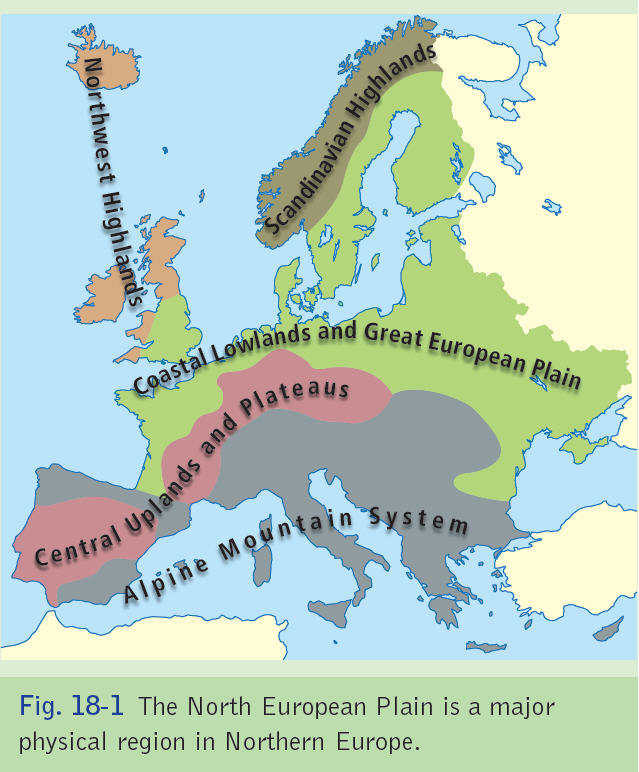 Northwest Highlands
Scandinavian Highlands
Coastal Lowlands and Great European Plain
Central Uplands and Plateaus
Alpine Mountain System
Fig. 18-1 The North European Plain is a major
physical region in Northern Europe.